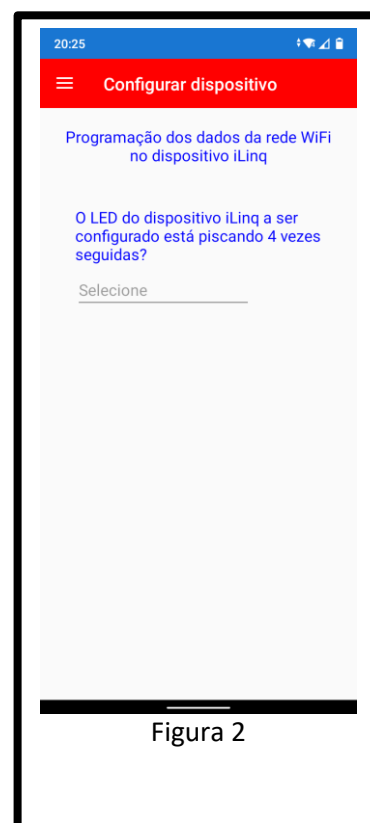 20:25
Configurar dispositivo
Programação dos dados da rede WiFi
no dispositivo iLinq
O LED do dispositivo iLinq a ser
configurado está piscando 4 vezes
seguidas?
Selecione
Figura 2